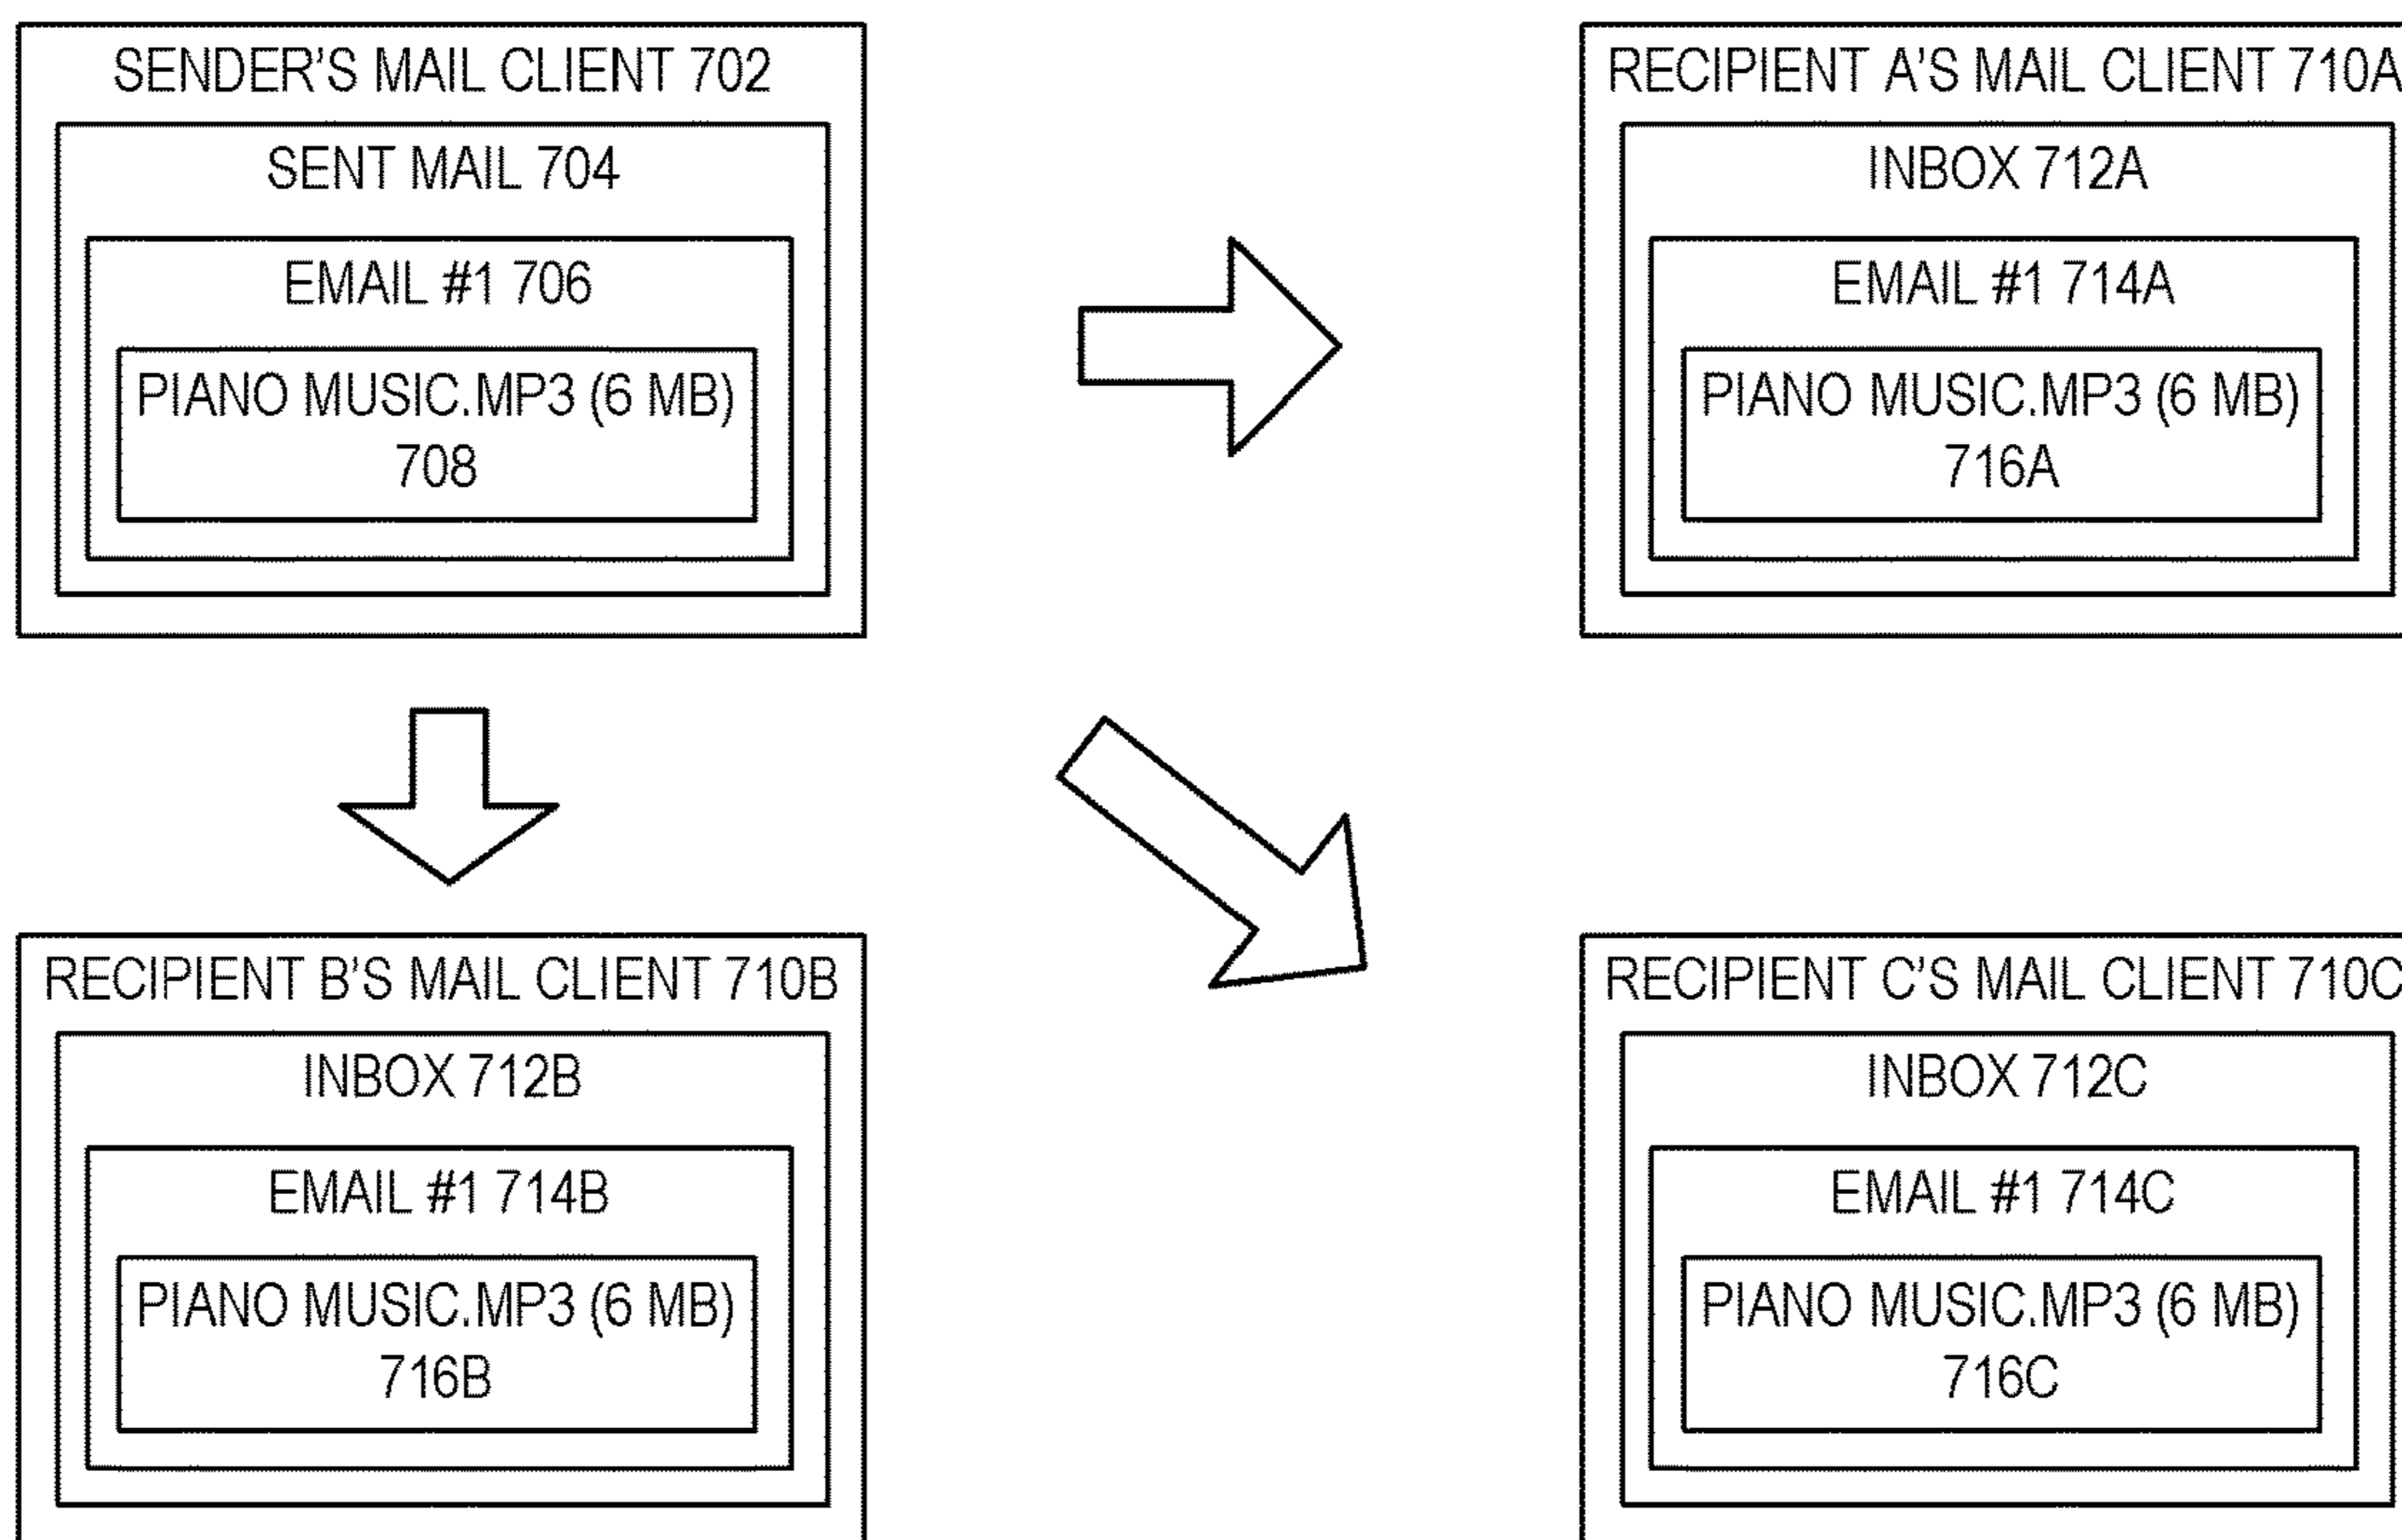 SENDER'S MAIL CLIENT 702
SENT MAIL 704
EMAIL #1 706
PIANO MUSIC.MP3 (6 MB)
708
RECIPIENT A'S MAIL CLIENT 710A
INBOX 712A
EMAIL #1 714A
PIANO MUSIC.MP3 (6 MB)
716A
RECIPIENT B'S MAIL CLIENT 710B
INBOX 712B
EMAIL #1 714B
PIANO MUSIC.MP3 (6 MB)
716B
RECIPIENT C'S MAIL CLIENT 710C
INBOX 712C
EMAIL #1 714C
PIANO MUSIC.MP3 (6 MB)
716C